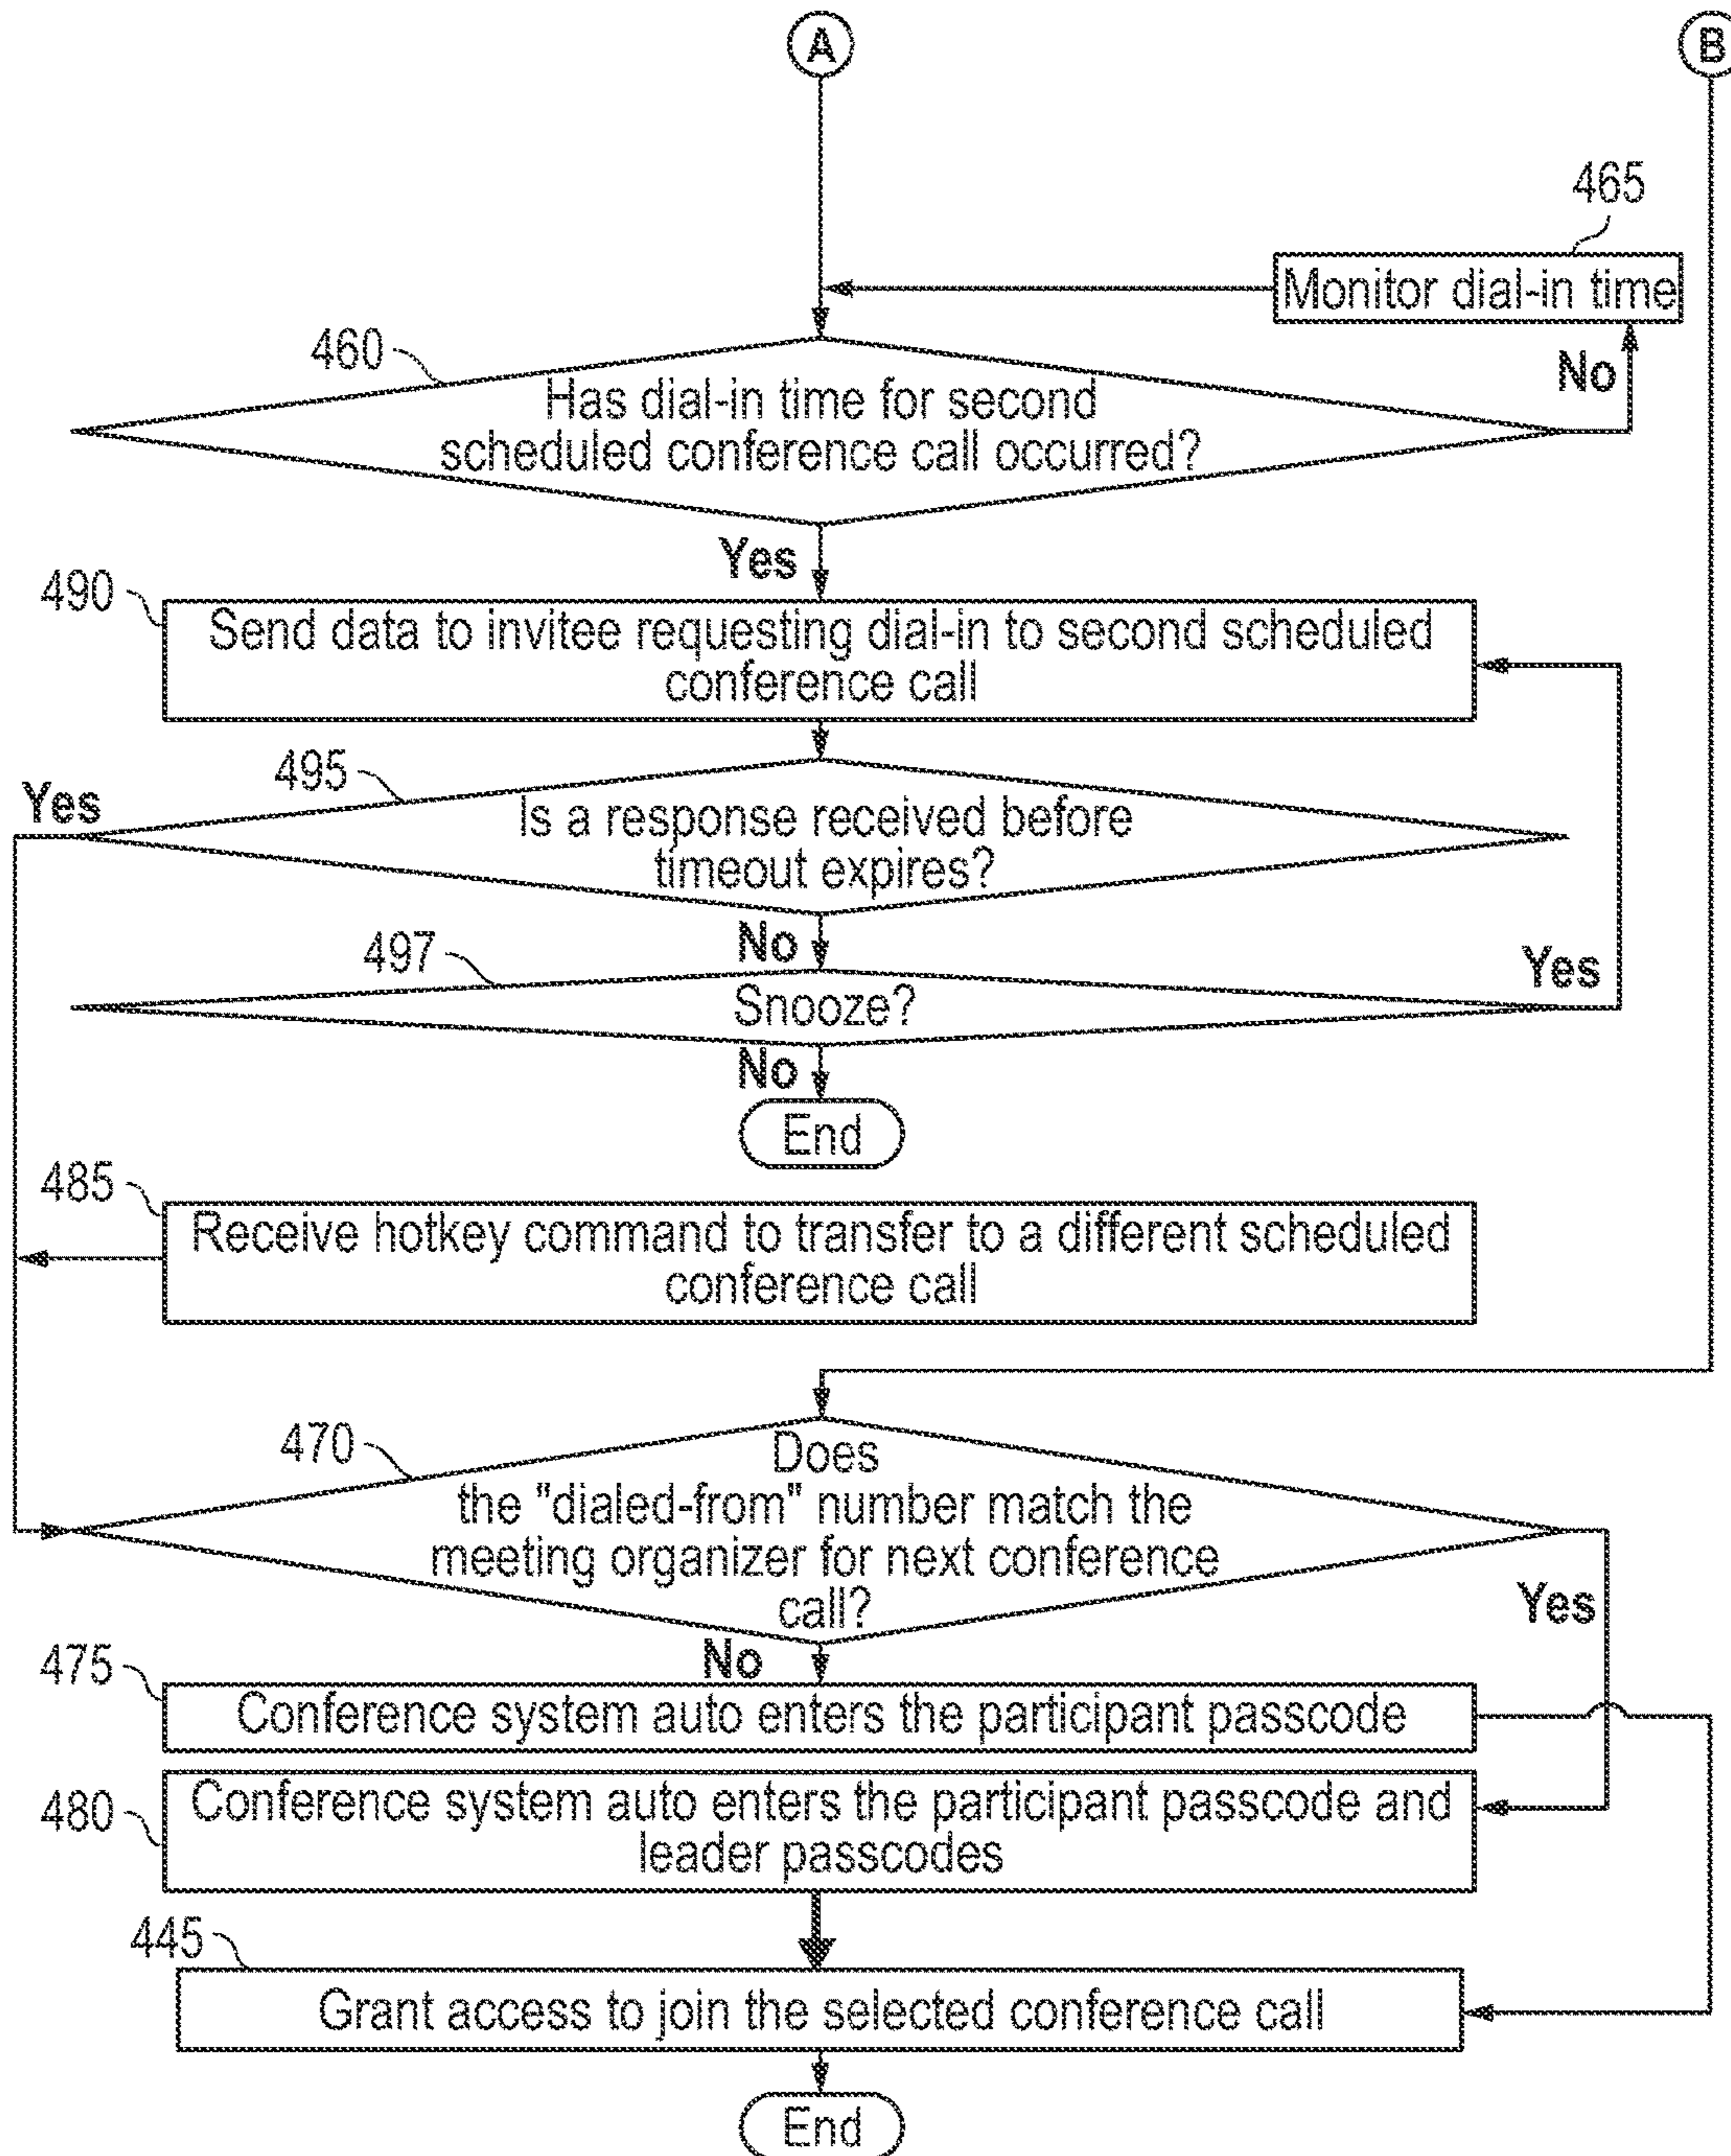 A
B
465
Monitor dial-in time
460
No
Has dial-in time for second
scheduled conference call occurred?
Yes
490
Send data to invitee requesting dial-in to second scheduled
conference call
495
Yes
Is a response received before
timeout expires?
No
497
Yes
Snooze?
No
End
485
Receive hotkey command to transfer to a different scheduled
conference call
470
Does
the "dialed-from" number match the
meeting organizer for next conference
call?
Yes
No
475
Conference system auto enters the participant passcode
480
Conference system auto enters the participant passcode and
leader passcodes
445
Grant access to join the selected conference call
End